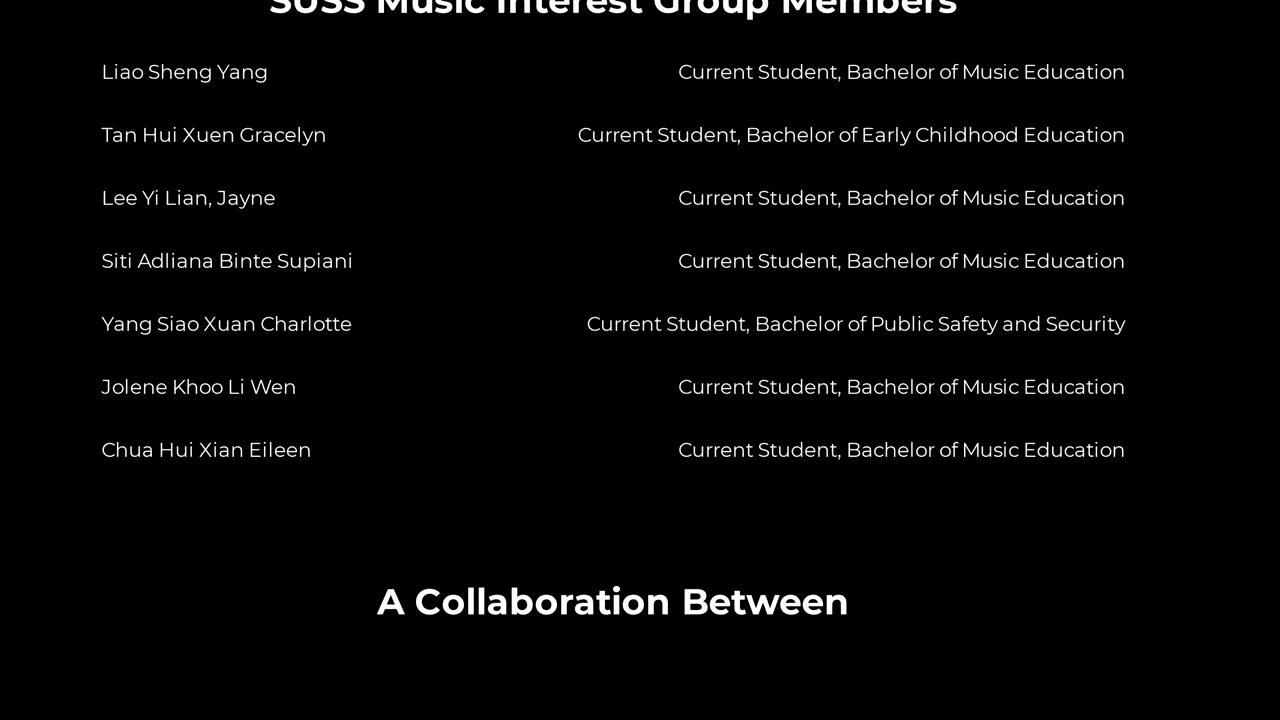 SUSS Music Interest Group Members
Liao Sheng Yang Current Student, Bachelor of Music Education
Tan Hui Xuen Gracelyn Current Student, Bachelor of Early Childhood Education
Lee Yi Lian, Jayne Current Student, Bachelor of Music Education
Siti Adliana Binte Supiani Current Student, Bachelor of Music Education
Yang Siao Xuan Charlotte Current Student, Bachelor of Public Safety and Security
Jolene Khoo Li Wen Current Student, Bachelor of Music Education
Chua Hui Xian Eileen Current Student, Bachelor of Music Education
A Collaboration Between